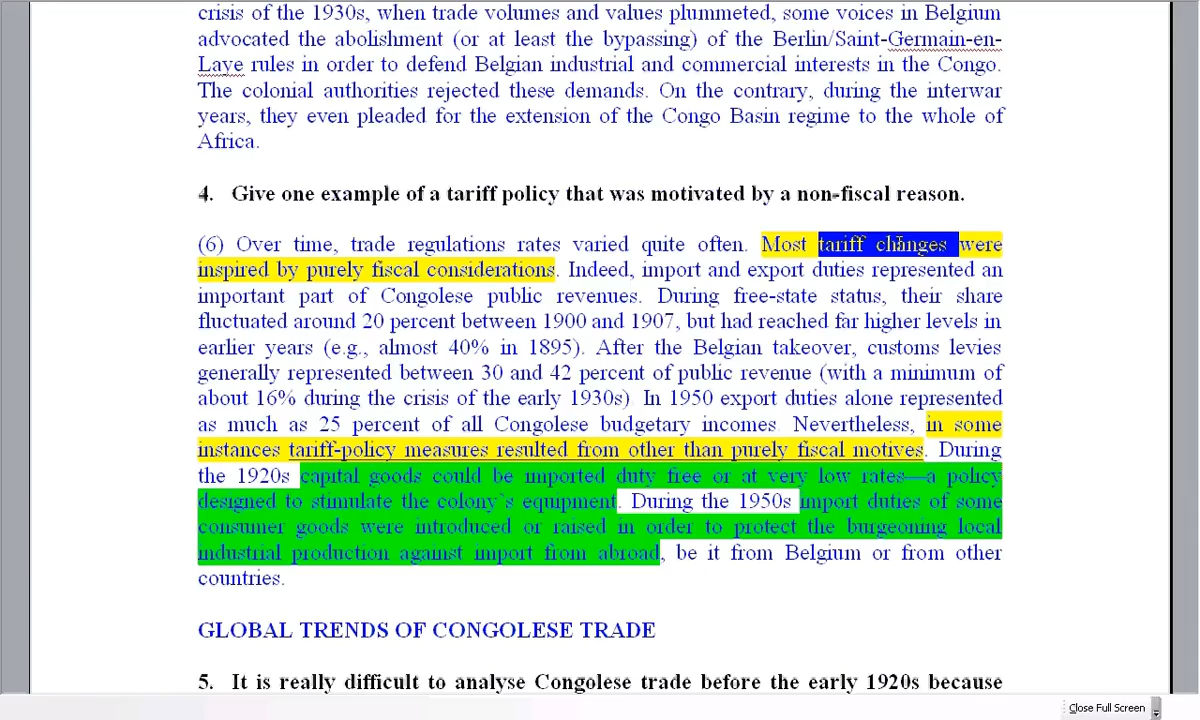 crisis of the 1930s, when trade volumes and values plummeted, some voices in Belgium
advocated the abolishment (or at least the bypassing) of the Berlin/Saint-Germain-en-
Laye rules in order to defend Belgian industrial and commercial interests in the Congo.
The colonial authorities rejected these demands. On the contrary, during the interwar
years, they even pleaded for the extension of the Congo Basin regime to the whole of
Africa.
4. Give one example of a tariff policy that was motivated by a non-fiscal reason.
(6) Over time, trade regulations rates varied quite often. Most tariff changes were
inspired by purely fiscal considerations. Indeed, import and export duties represented an
important part of Congolese public revenues. During free-state status, their share
fluctuated around 20 percent between 1900 and 1907, but had reached far higher levels in
earlier years (e.g., almost 40% in 1895). After the Belgian takeover, customs levies
generally represented between 30 and 42 percent of public revenue (with a minimum of
about 16% during the crisis of the early 1930s) In 1950 export duties alone represented
as much as 25 percent of all Congolese budgetary incomes Nevertheless, in some
instances tariff-policy measures resulted from other than purely fiscal motives. During
the 1920s capital goods could be imported duty free or at very low rates—a policy
designed to stimulate the colony`s equipment. During the 1950s import duties of some
consumer goods were introduced or raised in order to protect the burgeoning local
industrial production against import from abroad, be it from Belgium or from other
countries.
GLOBAL TRENDS OF CONGOLESE TRADE
5. It is really difficult to analyse Congolese trade before the early 1920s because
Close Full Screen